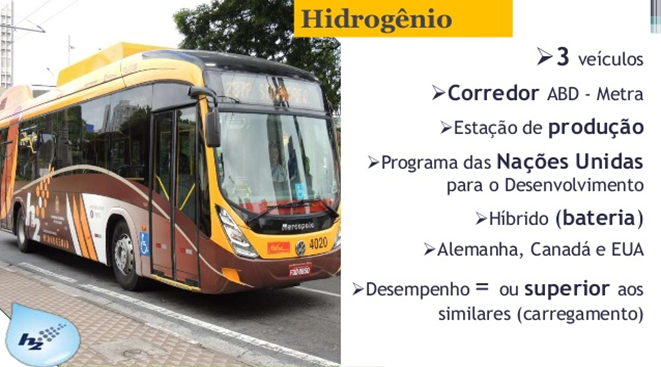 Hidrogênio
➢3 veículos
➢Corredor ABD - Metra
➢Estação de produção
➢Programa das Nações Unidas
para o Desenvolvimento
➢Híbrido (bateria)
➢Alemanha, Canadá e EUA
➢Desempenho = ou superior aos
similares (carregamento)
Marcopolo
4020
h2
HIDROGÊNIO
h2